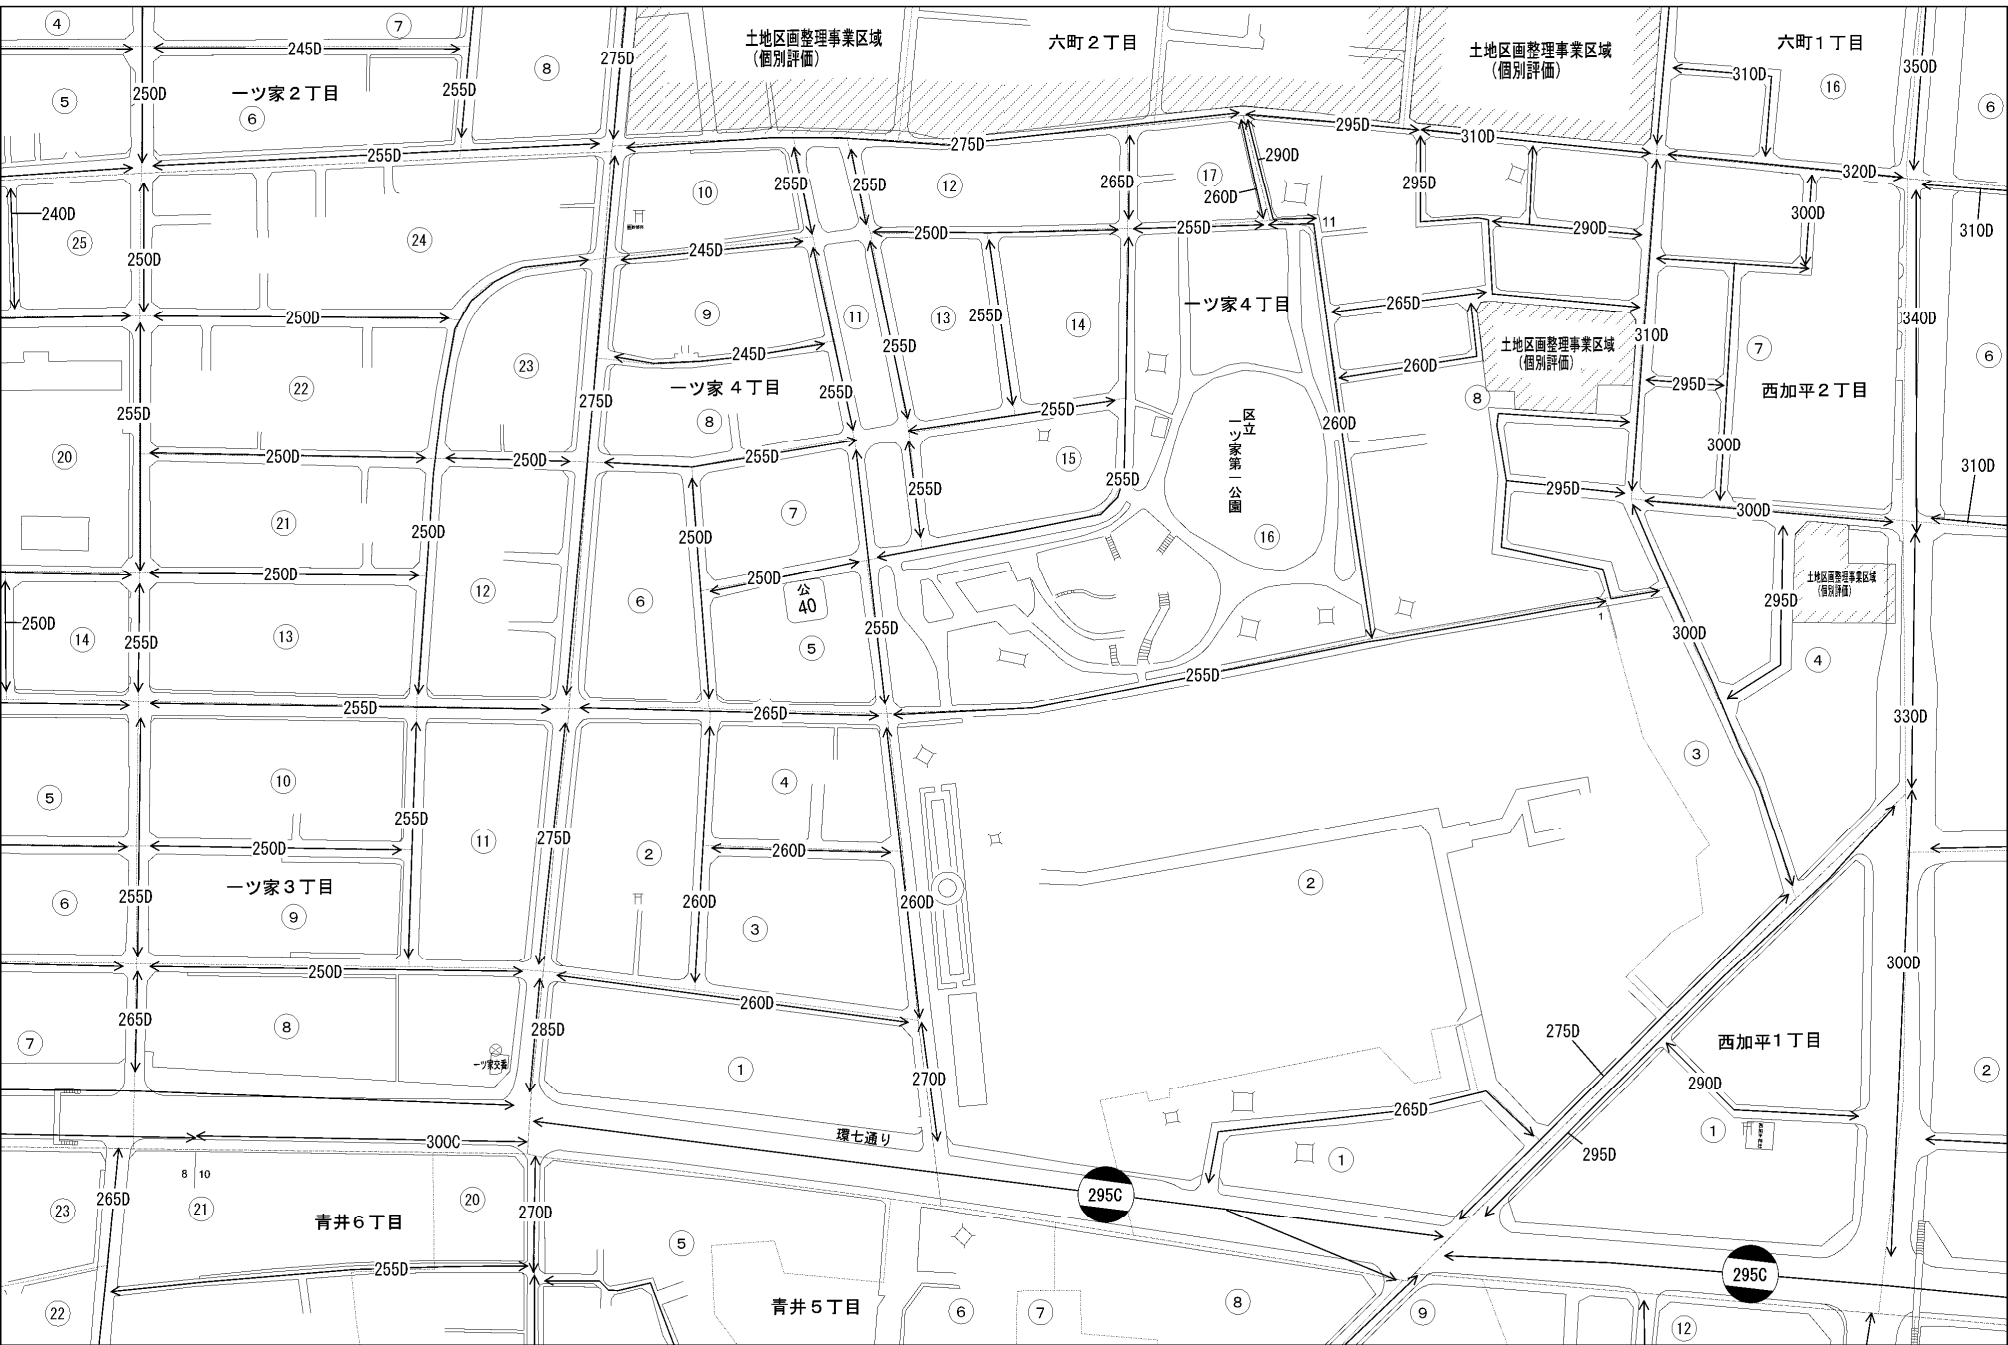 ④
⑦
245D
275D
⑧
土地区画整理事業区域
(個別評価)
六町2丁目
土地区画整理事業区域
(個別評価)
六町1丁目
310D
350D
⑯
⑤
250D
一ツ家2丁目
⑥
255D
⑥
255D
275D
295D
310D
320D
240D
㉕
250D
㉔
⑩
245D
255D
255D
⑫
250D
265D
255D
⑰
290D
260D
11
295D
290D
300D
310D
250D
㉒
㉓
275D
⑨
245D
⑪
255D
255D
⑬
255D
⑭
一ツ家4丁目
265D
260D
土地区画整理事業区域
(個別評価)
310D
⑦
340D
⑥
255D
⑳
250D
250D
一ツ家4丁目
⑧
255D
255D
⑮
255D
区立
一ツ家第一公園
260D
⑧
295D
295D
300D
西加平2丁目
310D
㉑
250D
250D
⑫
250D
⑦
250D
公
40
255D
255D
⑯
300D
土地区画整理事業区域
(個別評価)
295D
250D
⑭
255D
⑬
⑥
⑤
255D
1
300D
④
255D
265D
330D
⑤
⑩
250D
255D
⑪
275D
②
④
260D
③
②
⑥
255D
一ツ家3丁目
⑨
260D
③
260D
250D
260D
300D
⑦
265D
⑧
285D
一ツ家交番
①
270D
275D
西加平1丁目
②
290D
265D
①
300C
環七通り
295C
①
295D
㉓
265D
8
10
㉑
青井6丁目
⑳
270D
255D
⑤
295C
㉒
青井5丁目
⑥
⑦
⑧
⑨
⑫